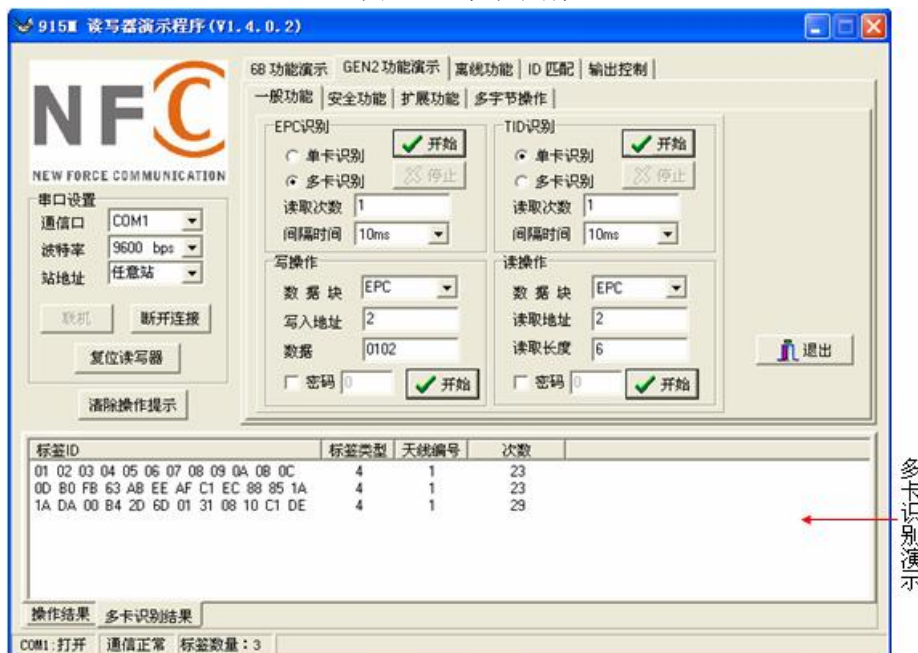 915M 读写器演示程序(V1.4.0.2)
NFC
NEW FORCE COMMUNICATION
串口设置
通信口 COM1
波特率 9600 bps
站地址 任意站
联机 断开连接
复位读写器
清除操作提示
6B 功能演示 GEN2功能演示 离线功能 ID 匹配 输出控制
一般功能 安全功能 扩展功能 多字节操作
EPC识别
单卡识别 开始
多卡识别 停止
读取次数 1
间隔时间 10ms
TID识别
单卡识别 开始
多卡识别 停止
读取次数 1
间隔时间 10ms
写操作
数 据 块 EPC
写入地址 2
数据 0102
密码 0 开始
读操作
数 据 块 EPC
读取地址 2
读取长度 6
密码 0 开始
退出
标签ID 标签类型 天线编号 次数
01 02 03 04 05 06 07 08 09 0A 0B 0C 4 1 23
0D B0 FB 63 AB EE AF C1 EC 88 85 1A 4 1 23
1A DA 00 B4 2D 6D 01 31 08 10 C1 DE 4 1 29
多卡识别演示
操作结果 多卡识别结果
COM1:打开 通信正常 标签数量:3